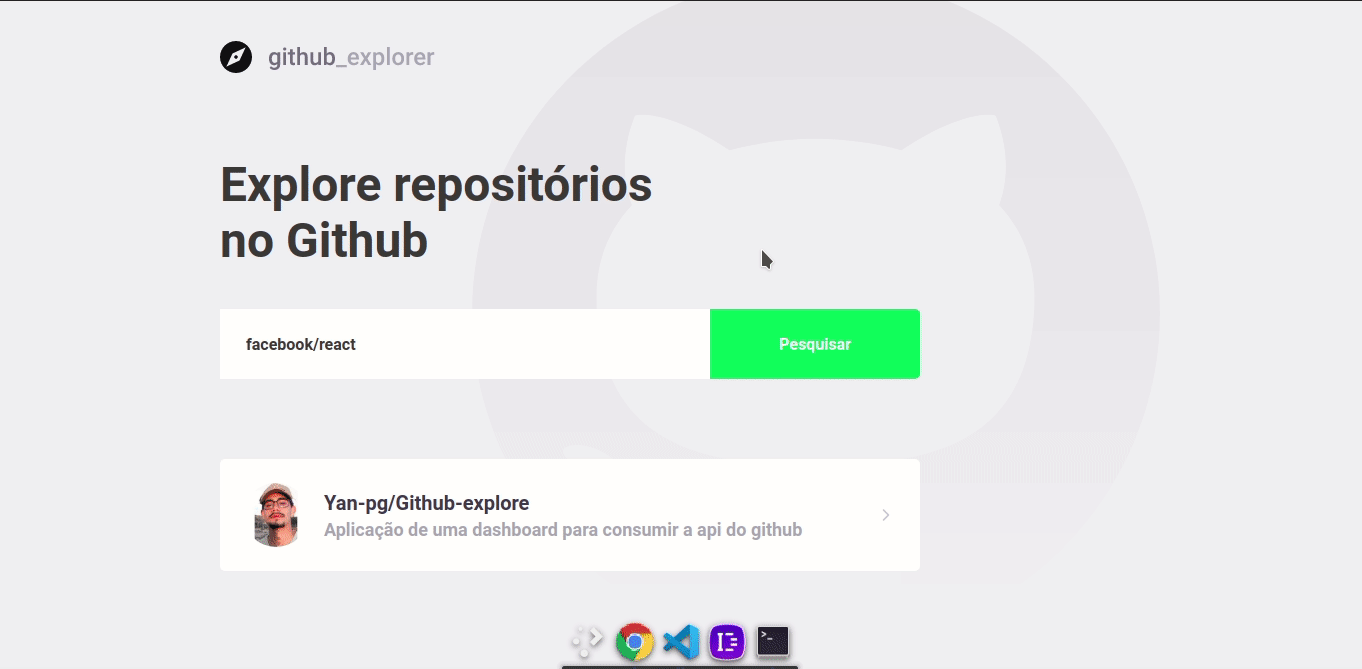 github_explorer
Explore repositórios
no Github
facebook/react
Pesquisar
Yan-pg/Github-explore
Aplicação de uma dashboard para consumir a api do github